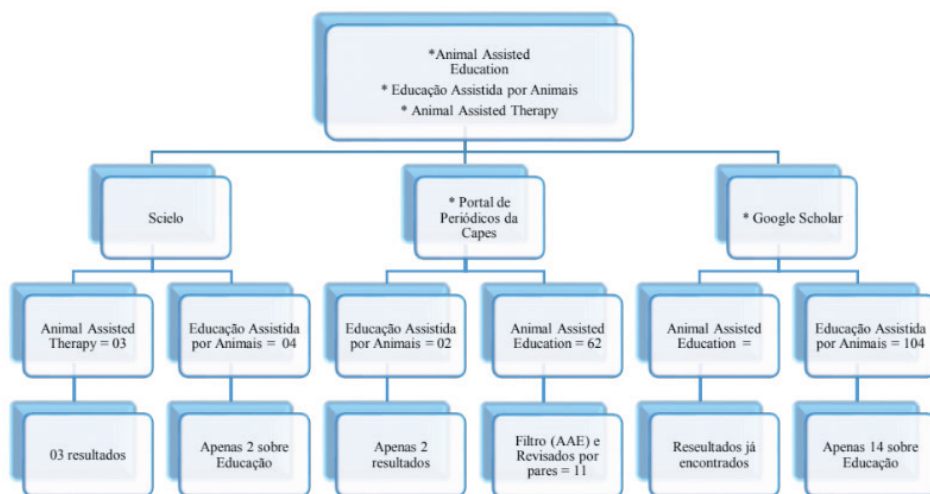 *Animal Assisted
Education
* Educação Assistida por Animais
* Animal Assisted Therapy
Scielo
* Portal de
Periódicos da
Capes
* Google Scholar
Animal Assisted
Therapy = 03
Educação Assistida
por Animais = 04
Educação Assistida
por Animais = 02
Animal Assisted
Education = 62
Animal Assisted
Education =
Educação Assistida
por Animais = 104
03 resultados
Apenas 2 sobre
Educação
Apenas 2
resultados
Filtro (AAE) e
Revisados por
pares = 11
Reseultados já
encontrados
Apenas 14 sobre
Educação